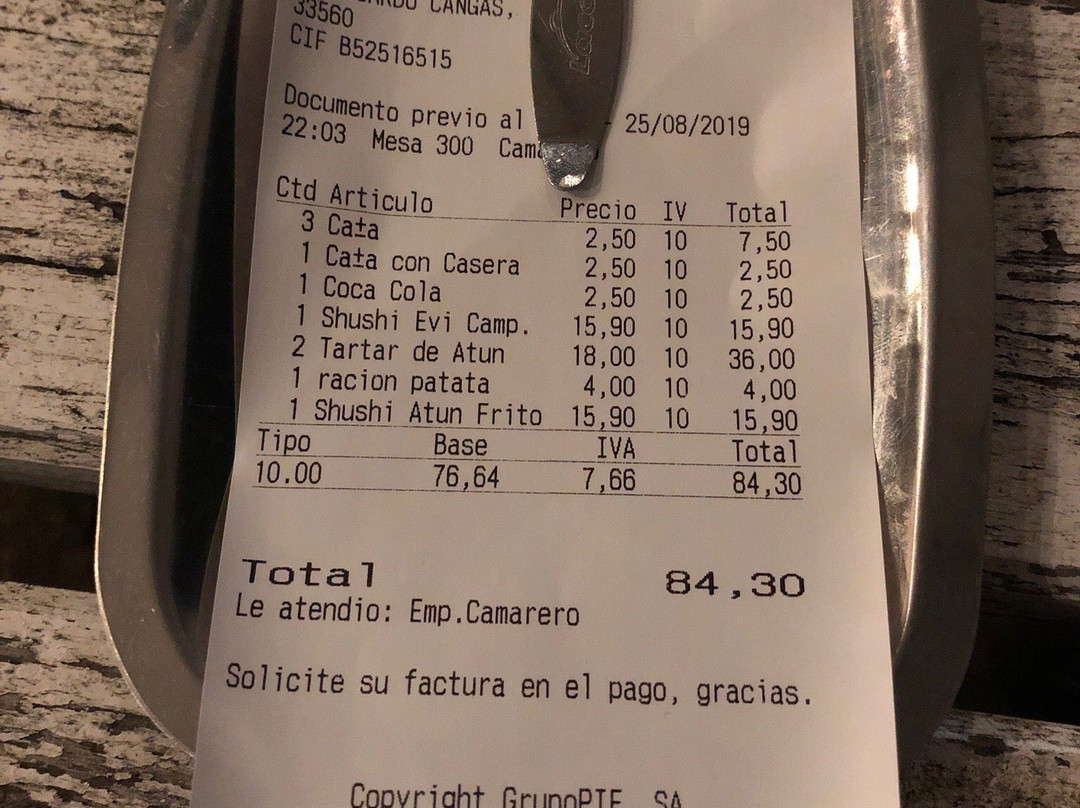 CANGAS,
33560
CIF B52516515
Documento previo al - 25/08/2019
22:03 Mesa 300
Ctd Articulo Precio IV Total
3 Caña 2,50 10 7,50
1 Caña con Casera 2,50 10 2,50
1 Coca Cola 2,50 10 2,50
1 Shushi Evi Camp. 15,90 10 15,90
2 Tartar de Atun 18,00 10 36,00
1 racion patata 4,00 10 4,00
1 Shushi Atun Frito 15,90 10 15,90
Tipo Base IVA Total
10.00 76,64 7,66 84,30
Total 84,30
Le atendio: Emp.Camarero
Solicite su factura en el pago, gracias.
Copyright GrupoPIE, SA